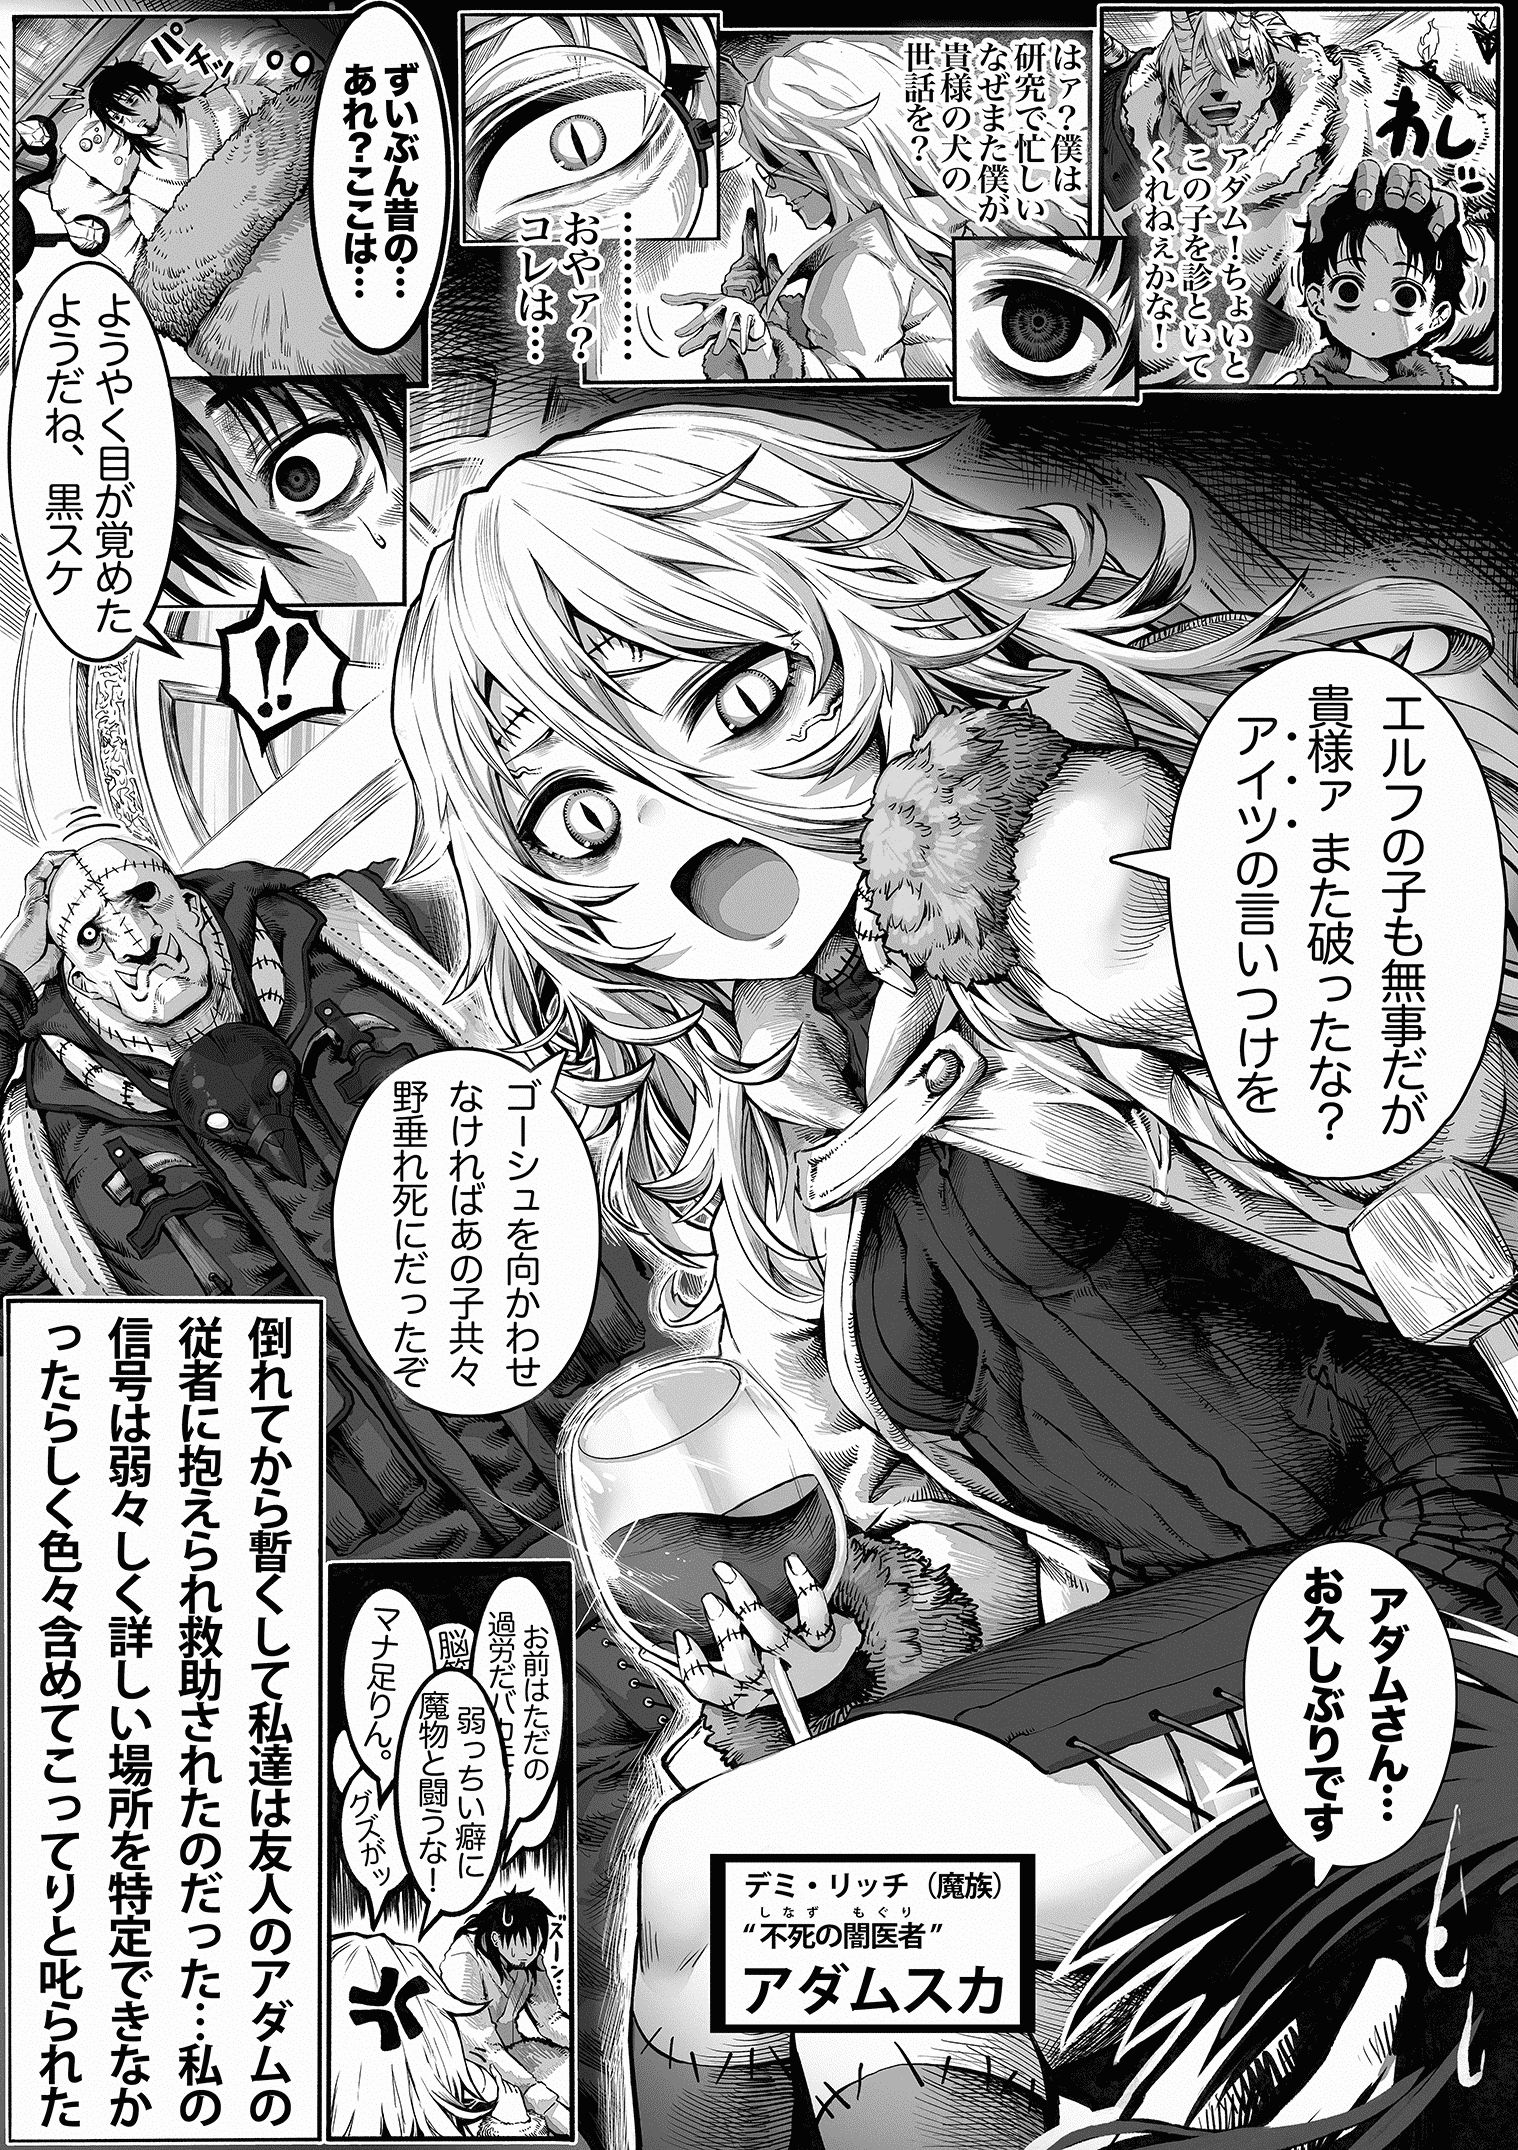 わしっ
アダム！ちょいと
この子を診といて
くれねぇかな！
はァ？僕は
研究で忙しい
なぜまた僕が
貴様の犬の
世話を？
…………
おやァ？
コレは…
ずいぶん昔の…
あれ？ここは…
パチッ
ようやく目が覚めた
ようだね、黒スケ
!!
エルフの子も無事だが
貴様ァ また破ったな？
アイツの言いつけを
ゴーシュを向かわせ
なければあの子共々
野垂れ死にだったぞ
アダムさん…
お久しぶりです
デミ・リッチ（魔族）
しなず もぐり
“不死の闇医者”
アダムスカ
お前はただの
過労だバカ
弱っちい癖に
魔物と闘うな！
マナ足りん。
グズがッ
ズーン…
倒れてから暫くして私達は友人のアダムの
従者に抱えられ救助されたのだった…私の
信号は弱々しく詳しい場所を特定できなか
ったらしく色々含めてこってりと叱られた